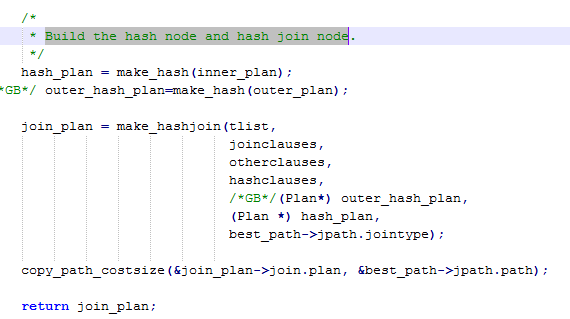 /*
* Build the hash node and hash join node.
*/
hash_plan = make_hash(inner_plan);
*GB*/ outer_hash_plan=make_hash(outer_plan);
join_plan = make_hashjoin(tlist,
joinclauses,
otherclauses,
hashclauses,
/*GB*/(Plan*) outer_hash_plan,
(Plan *) hash_plan,
best_path->jpath.jointype);
copy_path_costsize(&join_plan->join.plan, &best_path->jpath.path);
return join_plan;